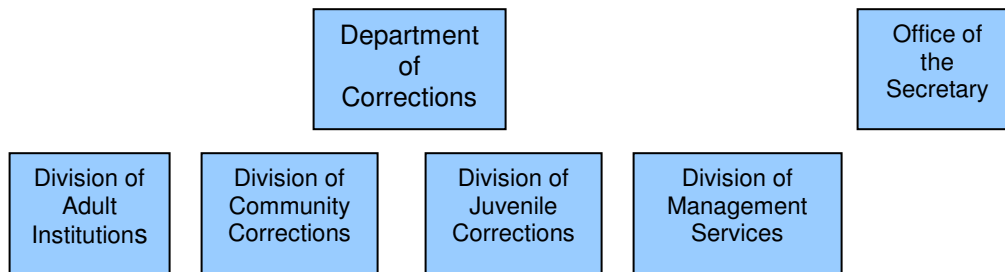 Department
of
Corrections
Office of
the
Secretary
Division of
Adult
Institutions
Division of
Community
Corrections
Division of
Juvenile
Corrections
Division of
Management
Services